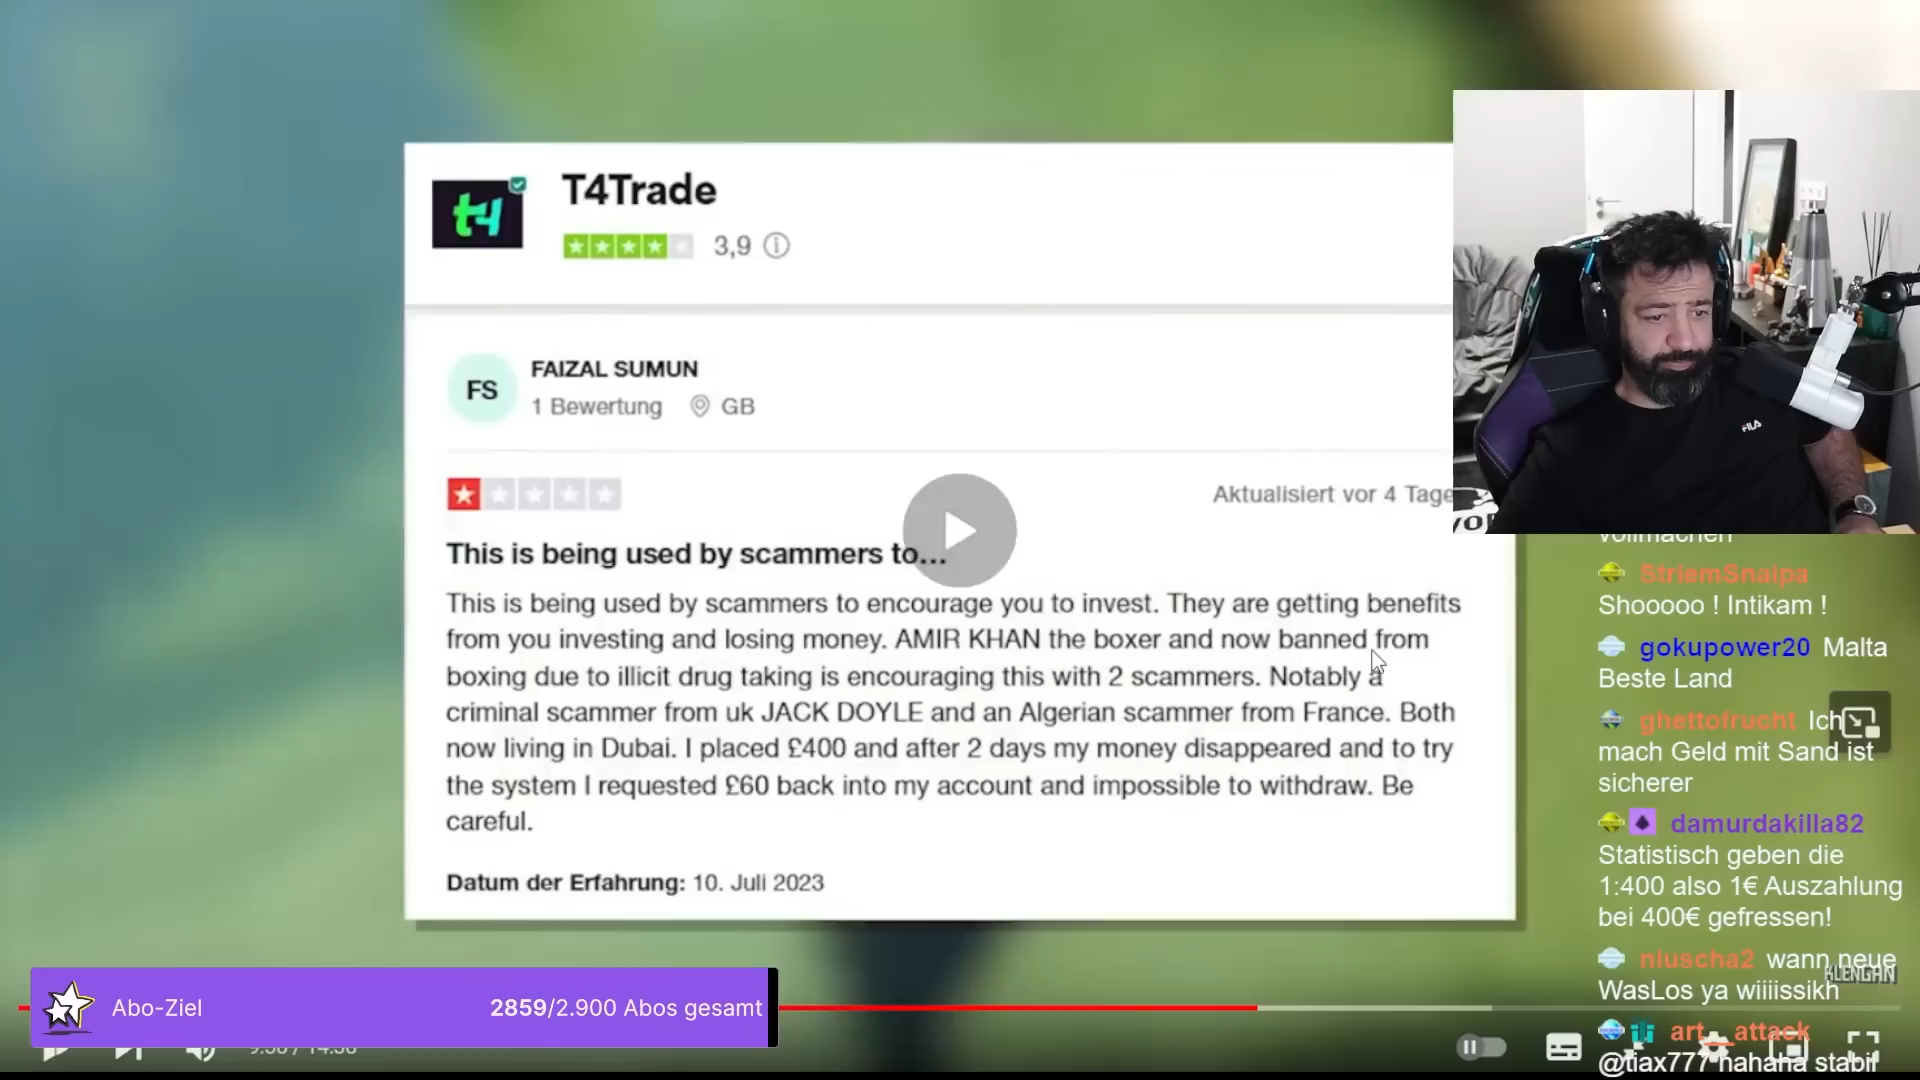 t4
T4Trade
3,9
FS
FAIZAL SUMUN
1 Bewertung
GB
Aktualisiert vor 4 Tage
This is being used by scammers to...
This is being used by scammers to encourage you to invest. They are getting benefits
from you investing and losing money. AMIR KHAN the boxer and now banned from
boxing due to illicit drug taking is encouraging this with 2 scammers. Notably a
criminal scammer from uk JACK DOYLE and an Algerian scammer from France. Both
now living in Dubai. I placed £400 and after 2 days my money disappeared and to try
the system I requested £60 back into my account and impossible to withdraw. Be
careful.
Datum der Erfahrung: 10. Juli 2023
FILA
vollmachen
StriemSnaipa
Shooooo ! Intikam !
gokupower20 Malta
Beste Land
ghettofrucht Ich
mach Geld mit Sand ist
sicherer
damurdakilla82
Statistisch geben die
1:400 also 1€ Auszahlung
bei 400€ gefressen!
niuscha2 wann neue
WasLos ya wiiiissikh
art__attack
@tiax777 hahaha stabil
KLENGAN
Abo-Ziel
2859/2.900 Abos gesamt